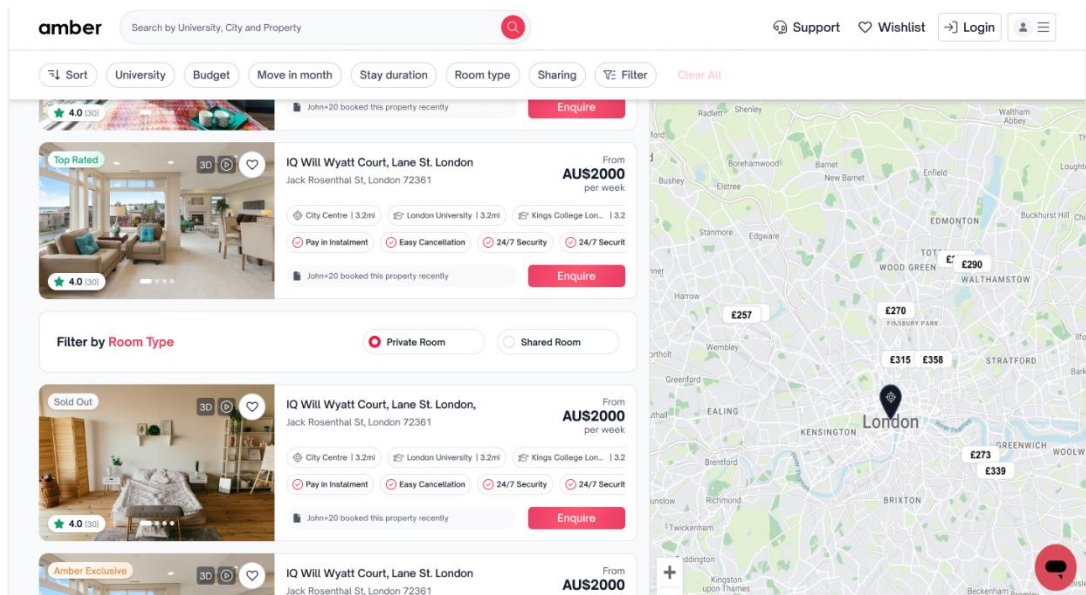 amber
Search by University, City and Property
Support
Wishlist
Login
Sort
University
Budget
Move in month
Stay duration
Room type
Sharing
Filter
Clear All
4.0 (30)
John+20 booked this property recently
Enquire
Top Rated
3D
4.0 (30)
IQ Will Wyatt Court, Lane St. London
Jack Rosenthal St, London 72361
From
AU$2000
per week
City Centre | 3.2mi
London University | 3.2mi
Kings College Lon... | 3.2
Pay in Instalment
Easy Cancellation
24/7 Security
24/7 Securit
John+20 booked this property recently
Enquire
Filter by Room Type
Private Room
Shared Room
Sold Out
3D
4.0 (30)
IQ Will Wyatt Court, Lane St. London,
Jack Rosenthal St, London 72361
From
AU$2000
per week
City Centre | 3.2mi
London University | 3.2mi
Kings College Lon... | 3.2
Pay in Instalment
Easy Cancellation
24/7 Security
24/7 Securit
John+20 booked this property recently
Enquire
Amber Exclusive
3D
IQ Will Wyatt Court, Lane St. London
Jack Rosenthal St, London 72361
From
AU$2000
Radlett
Shenley
Waltham
Abbey
Borehamwood
Barnet
Enfield
New Barnet
Bushey
Elstree
Buckhurst Hill
EDMONTON
Stanmore
Edgware
WOOD GREEN
£290
WALTHAMSTOW
Harrow
£257
£270
FINSBURY PARK
Wembley
£315
£358
STRATFORD
Greenford
EALING
London
KENSINGTON
River Thames
GREENWICH
£273
£339
Brentford
BRIXTON
Richmond
Twickenham
Kingston
upon Thames
Beckenham